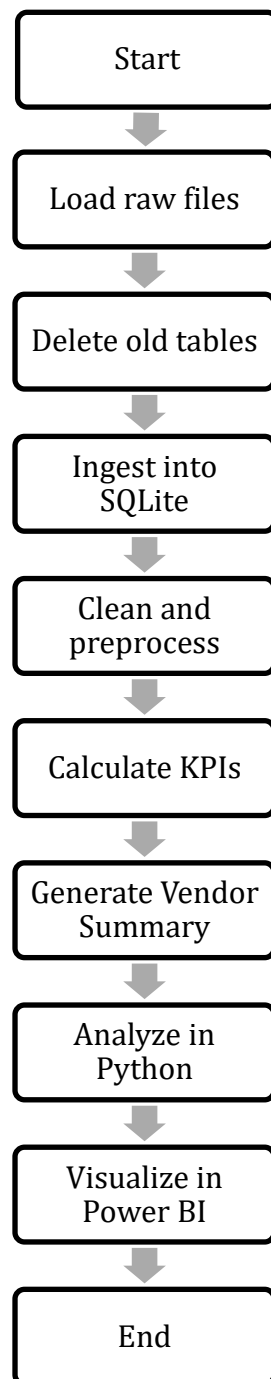 Start
Load raw files
Delete old tables
Ingest into
SQLite
Clean and
preprocess
Calculate KPIs
Generate Vendor
Summary
Analyze in
Python
Visualize in
Power BI
End